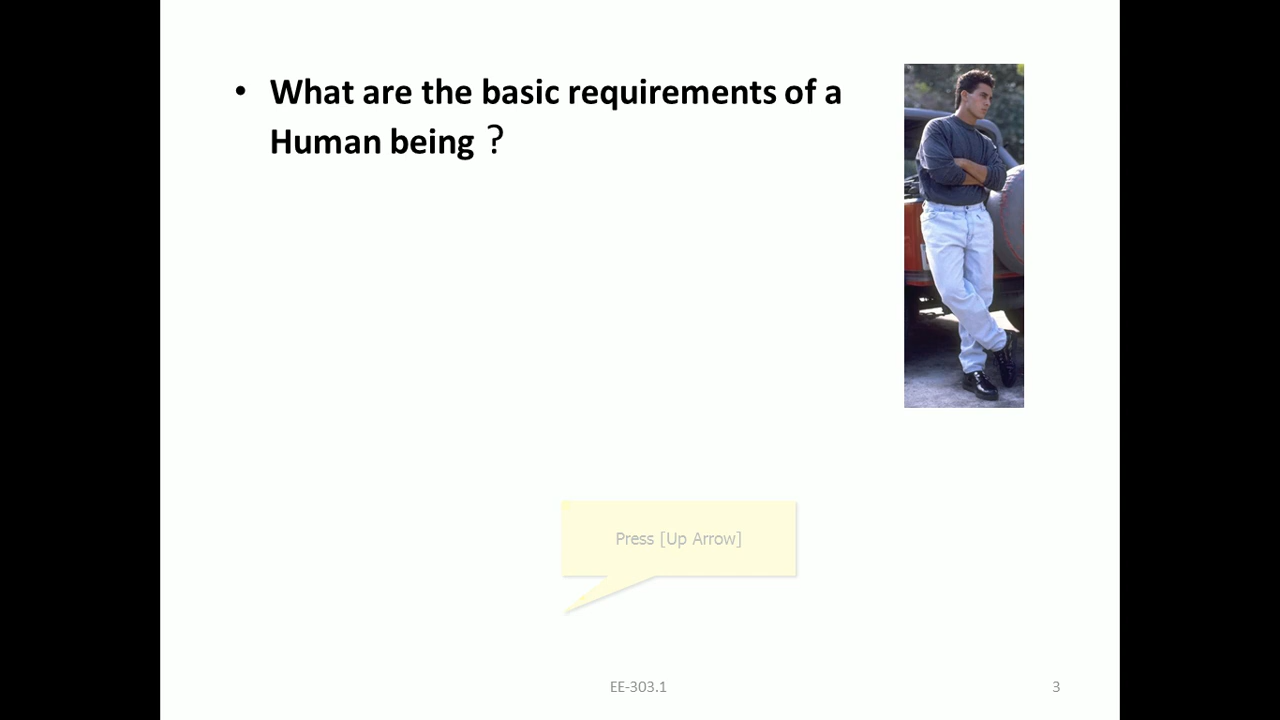 • What are the basic requirements of a
Human being ?
Press [Up Arrow]
EE-303.1
3